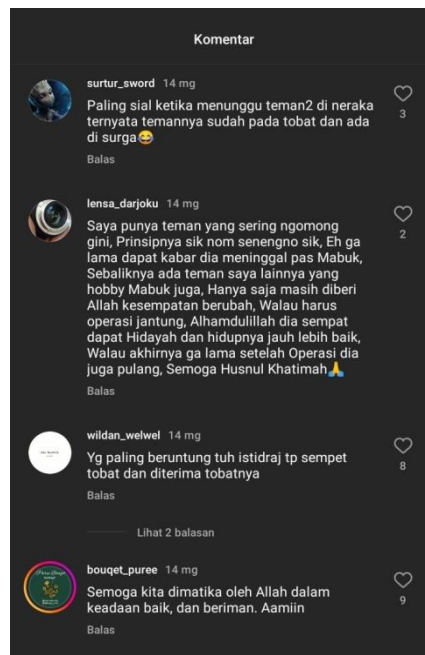 Komentar
surtur_sword 14 mg
Paling sial ketika menunggu teman2 di neraka
ternyata temannya sudah pada tobat dan ada
di surga😂
3
Balas
lensa_darjoku 14 mg
Saya punya teman yang sering ngomong
gini, Prinsipnya sik nom senengno sik, Eh ga
lama dapat kabar dia meninggal pas Mabuk,
Sebaliknya ada teman saya lainnya yang
hobby Mabuk juga, Hanya saja masih diberi
Allah kesempatan berubah, Walau harus
operasi jantung, Alhamdulillah dia sempat
dapat Hidayah dan hidupnya jauh lebih baik,
Walau akhirnya ga lama setelah Operasi dia
juga pulang, Semoga Husnul Khatimah🙏
2
Balas
wildan_welwel 14 mg
Yg paling beruntung tuh istidraj tp sempet
tobat dan diterima tobatnya
8
Balas
Lihat 2 balasan
bouqet_puree 14 mg
Semoga kita dimatika oleh Allah dalam
keadaan baik, dan beriman. Aamiin
9
Balas